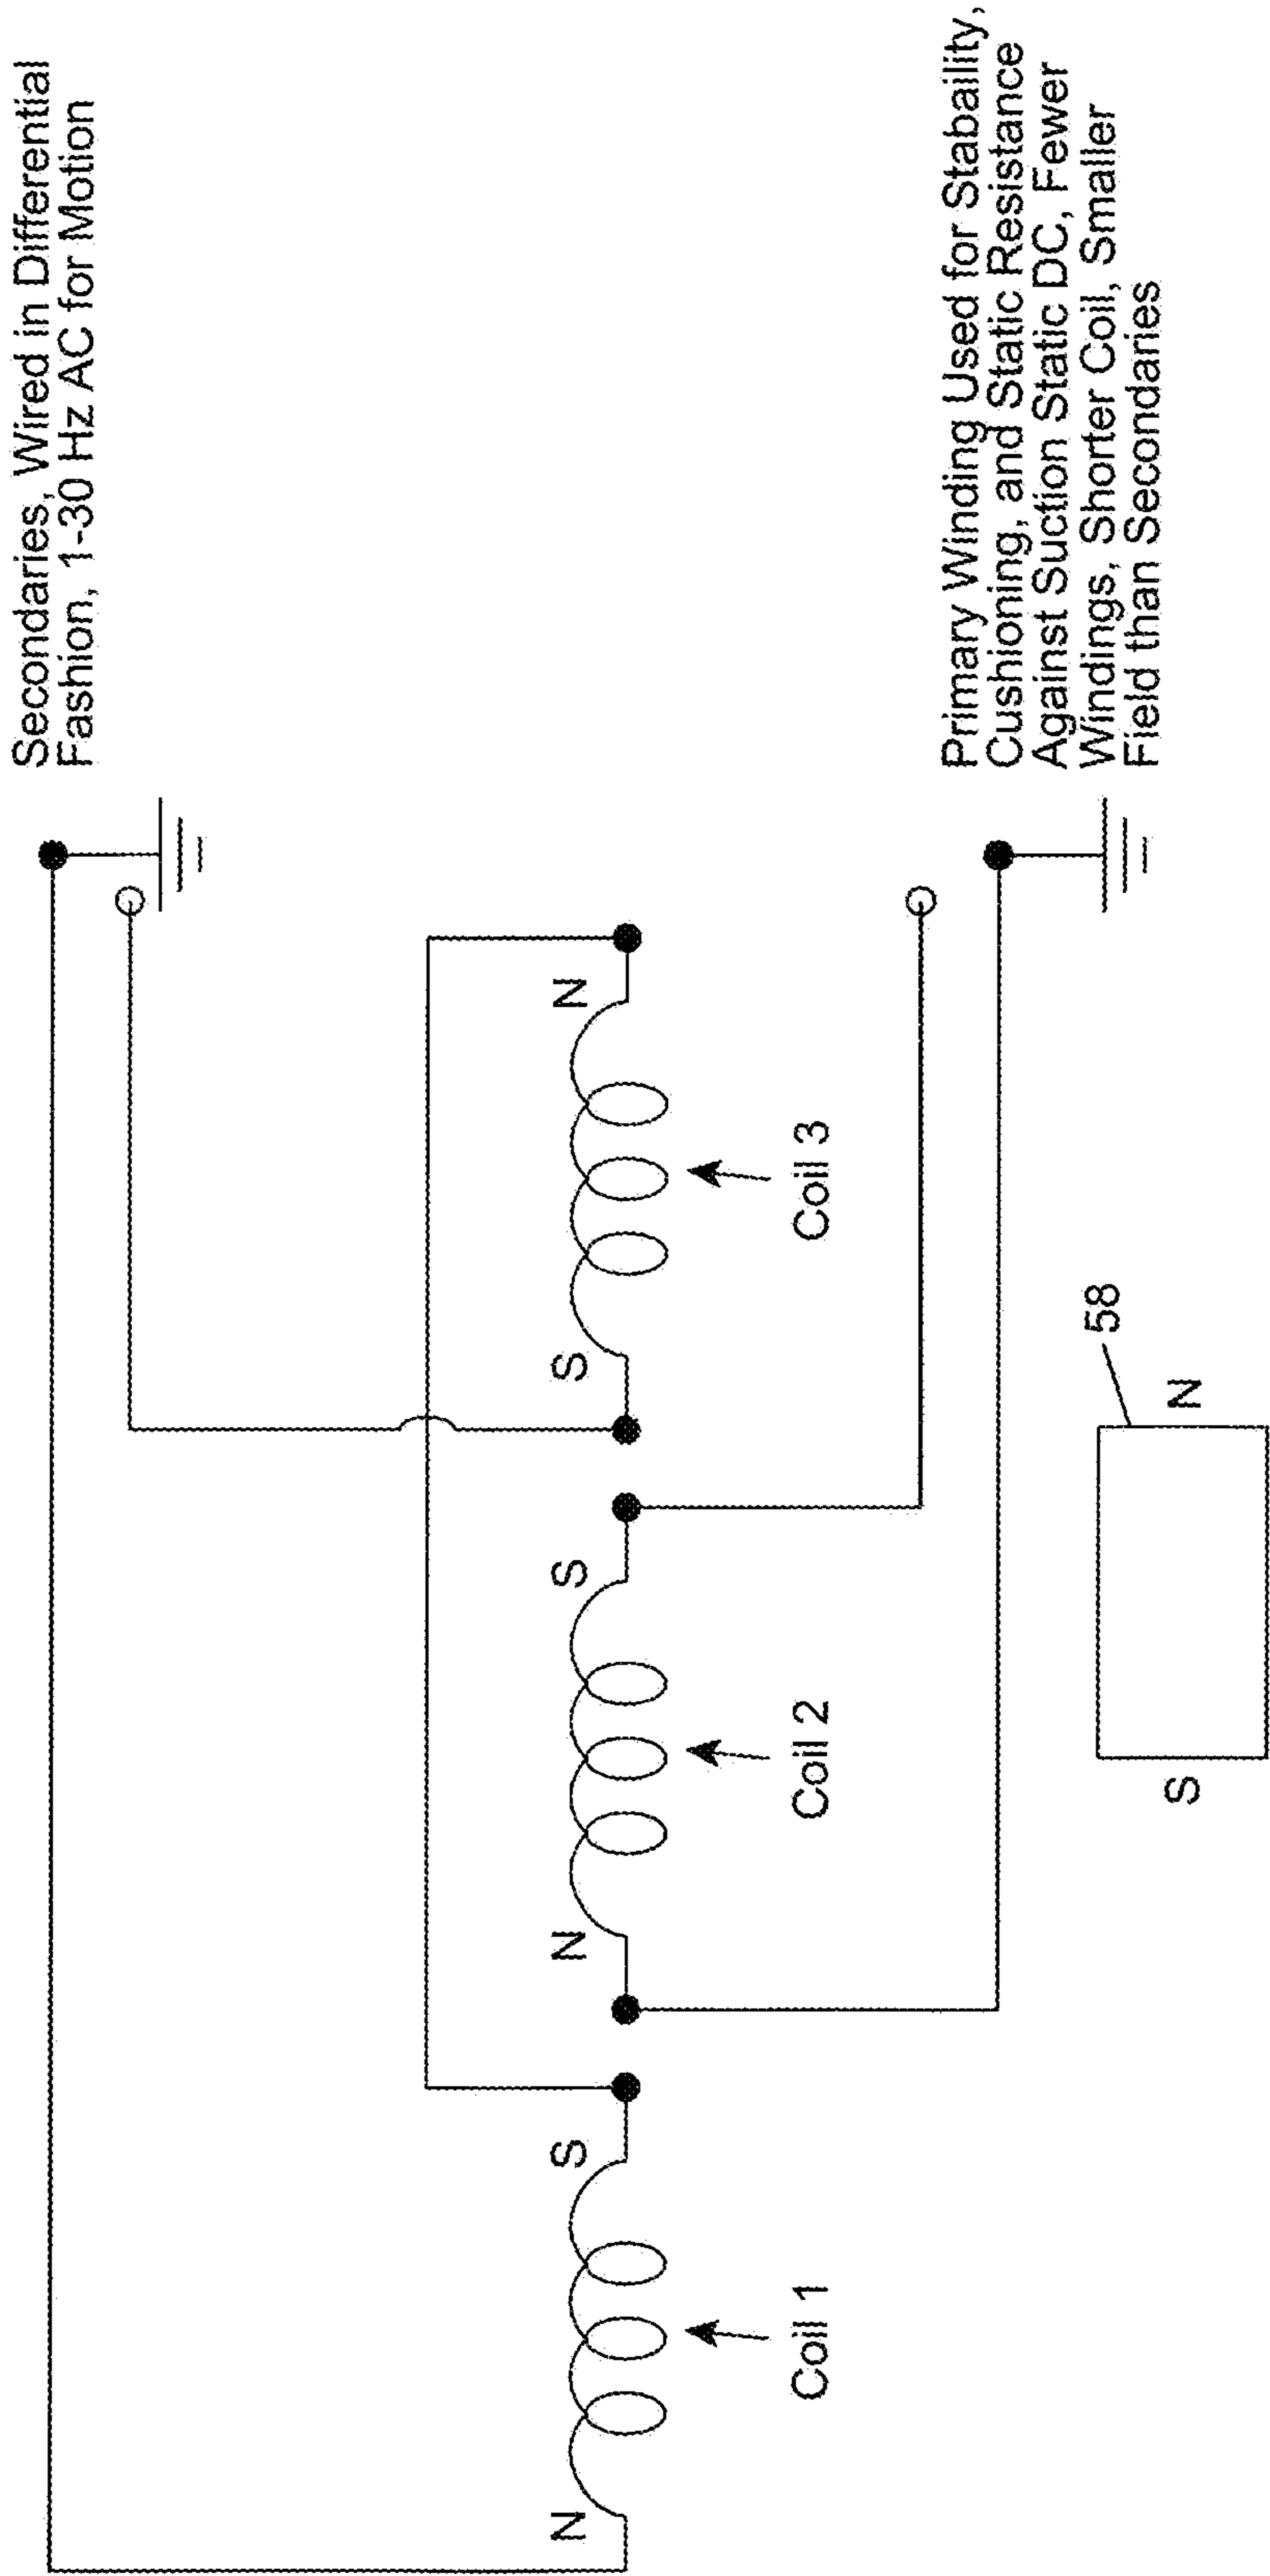 Secondaries, Wired in Differential
Fashion, 1-30 Hz AC for Motion
N
S
N
S
S
N
Coil 1
Coil 2
Coil 3
Primary Winding Used for Stabaility,
Cushioning, and Static Resistance
Against Suction Static DC, Fewer
Windings, Shorter Coil, Smaller
Field than Secondaries
58
S
N